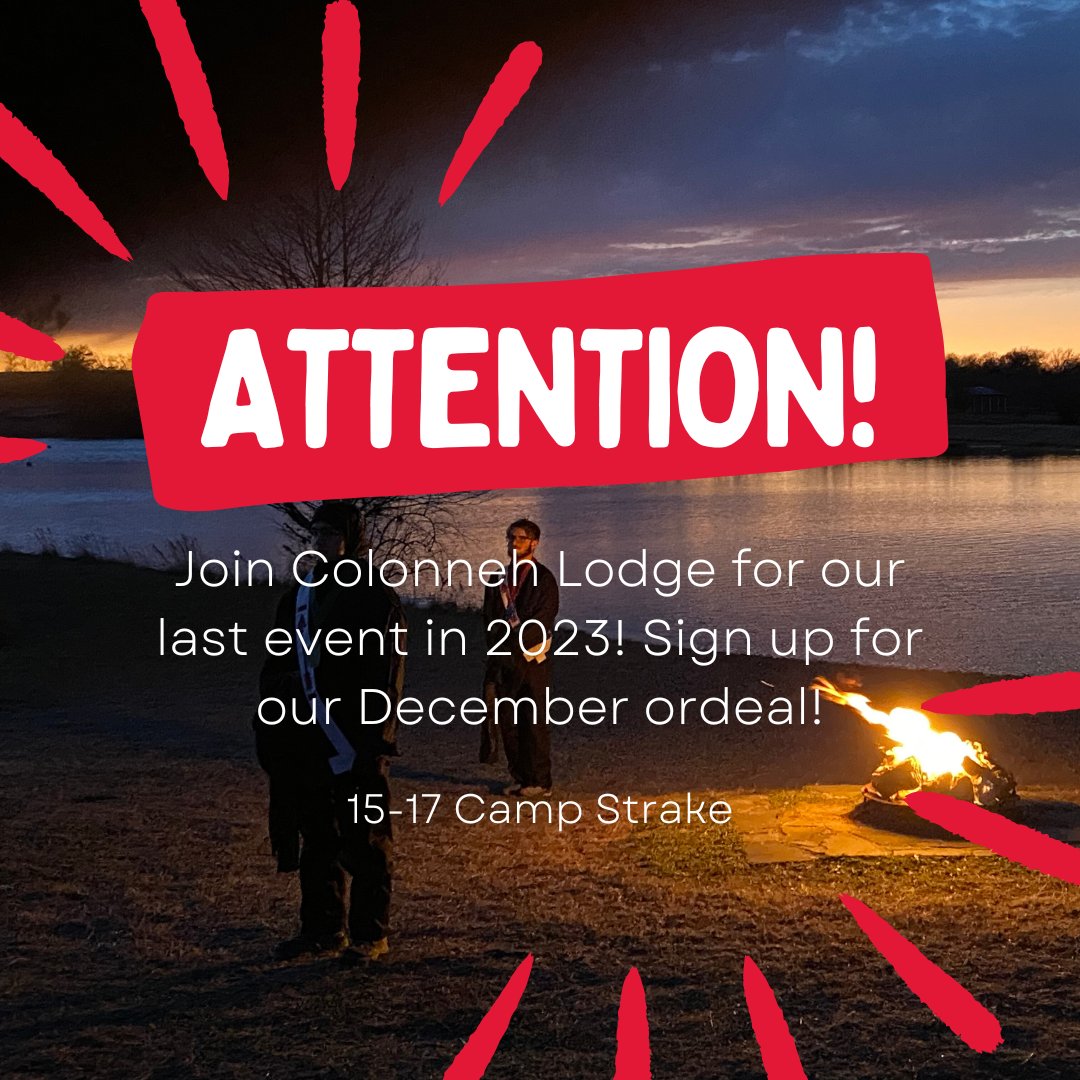 ATTENTION!
Join Colonneh Lodge for our
last event in 2023! Sign up for
our December ordeal!
15-17 Camp Strake